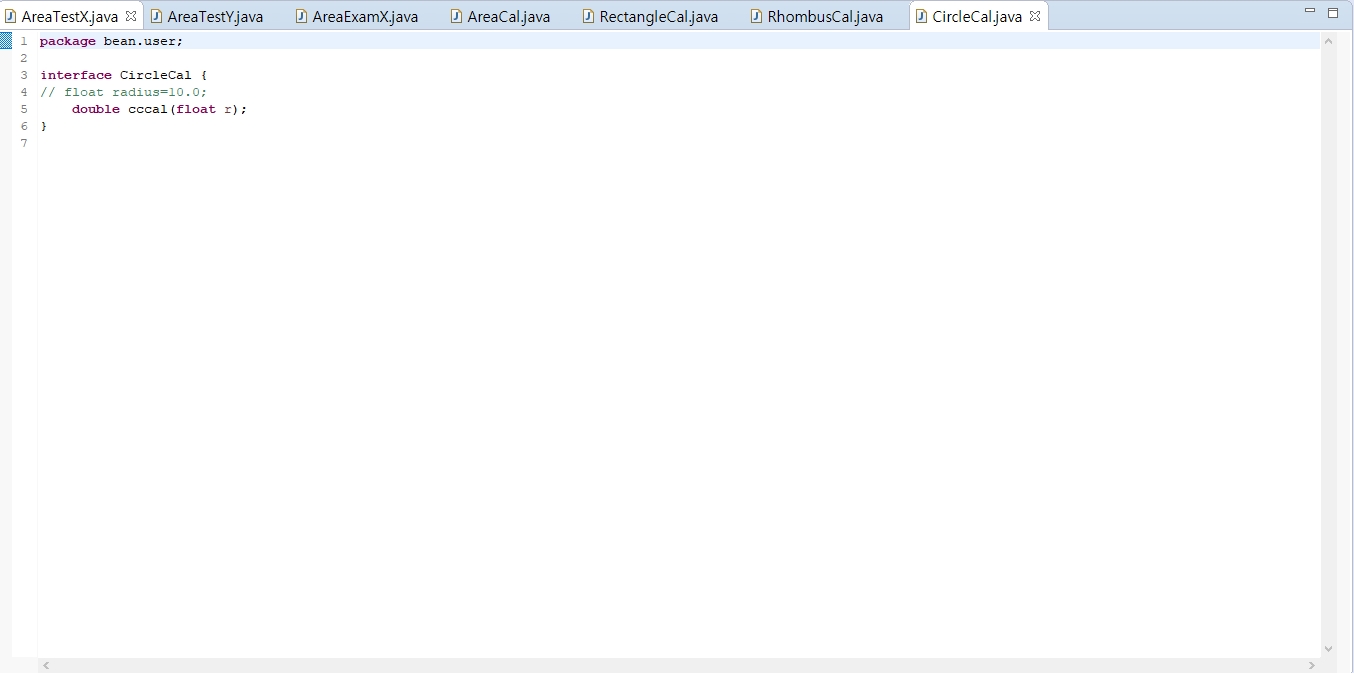 AreaTestX.java AreaTestY.java AreaExamX.java AreaCal.java RectangleCal.java RhombusCal.java CircleCal.java
1 package bean.user;
2
3 interface CircleCal {
4 // float radius=10.0;
5 double cccal(float r);
6 }
7